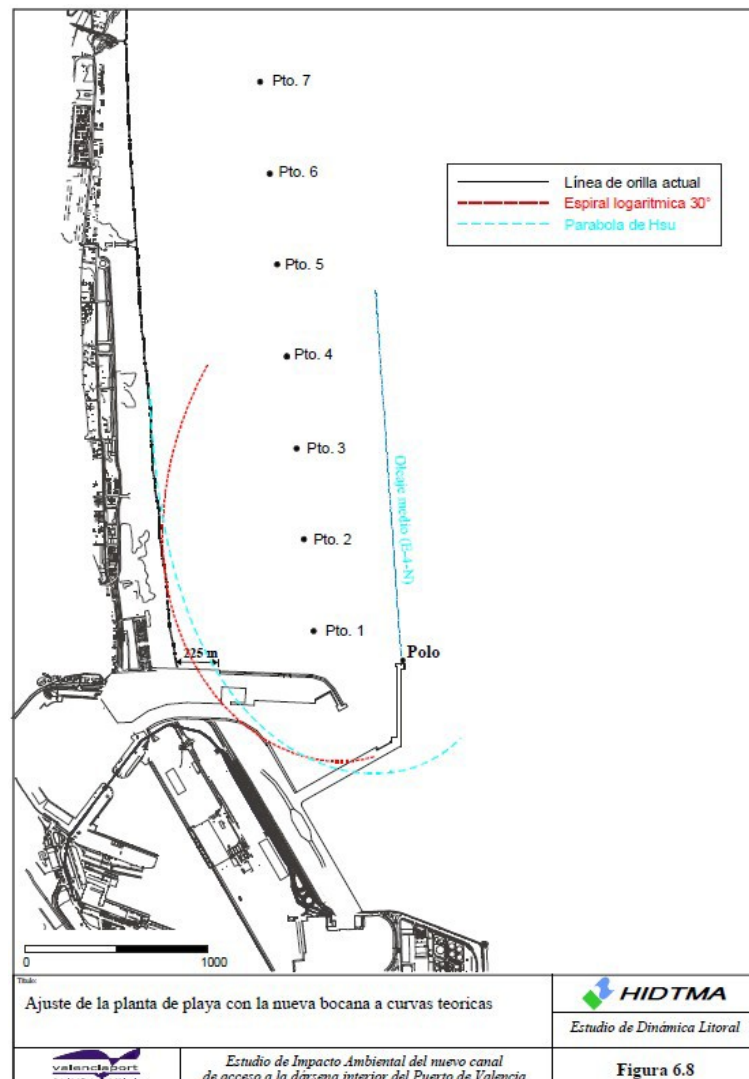 Pto. 7
Pto. 6
Línea de orilla actual
Espiral logaritmica 30°
Parabola de Hsu
Pto. 5
Pto. 4
Pto. 3
Oleaje medio (E-4-N)
Pto. 2
Pto. 1
225 m
Polo
0 1000
Título:
Ajuste de la planta de playa con la nueva bocana a curvas teoricas
HIDTMA
Estudio de Dinámica Litoral
valenciaport
Estudio de Impacto Ambiental del nuevo canal
de acceso a la dársena interior del Puerto de Valencia
Figura 6.8